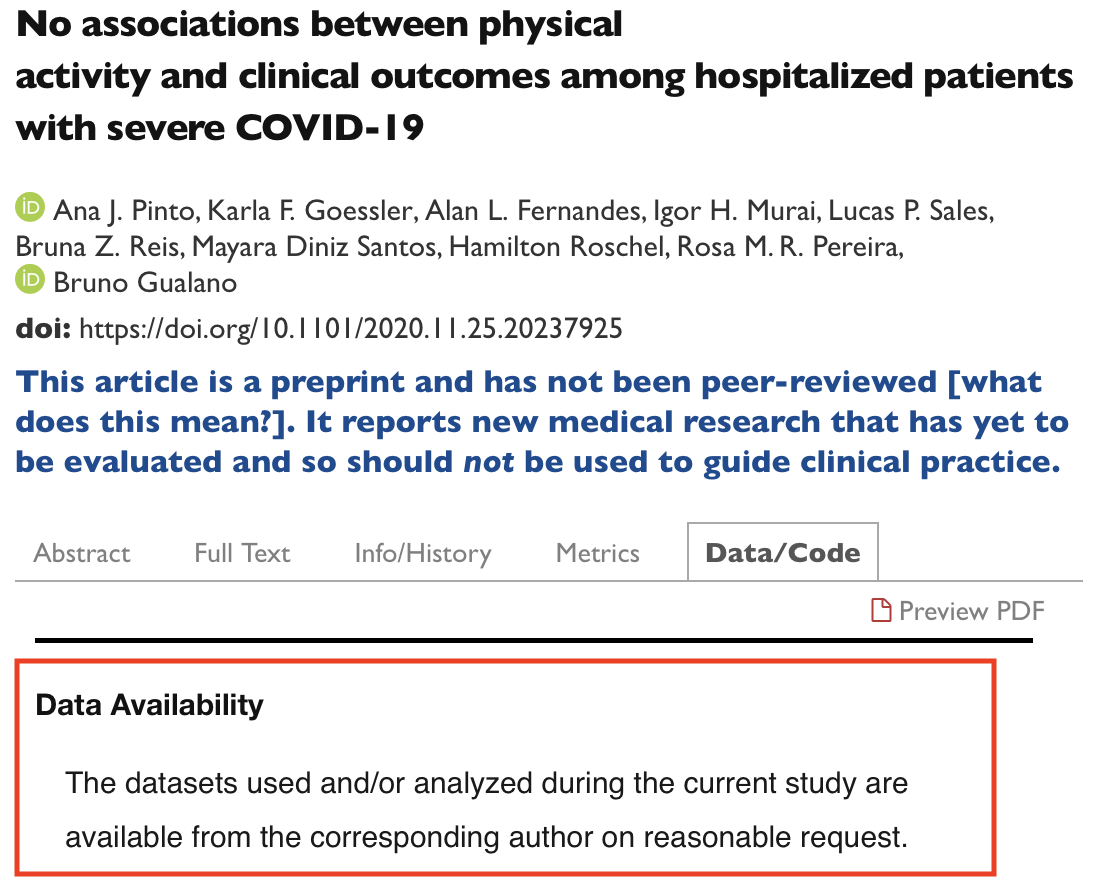 No associations between physical
activity and clinical outcomes among hospitalized patients
with severe COVID-19
iD Ana J. Pinto, Karla F. Goessler, Alan L. Fernandes, Igor H. Murai, Lucas P. Sales,
Bruna Z. Reis, Mayara Diniz Santos, Hamilton Roschel, Rosa M. R. Pereira,
iD Bruno Gualano
doi: https://doi.org/10.1101/2020.11.25.20237925
This article is a preprint and has not been peer-reviewed [what
does this mean?]. It reports new medical research that has yet to
be evaluated and so should not be used to guide clinical practice.
Abstract Full Text Info/History Metrics Data/Code
Preview PDF
Data Availability
The datasets used and/or analyzed during the current study are
available from the corresponding author on reasonable request.